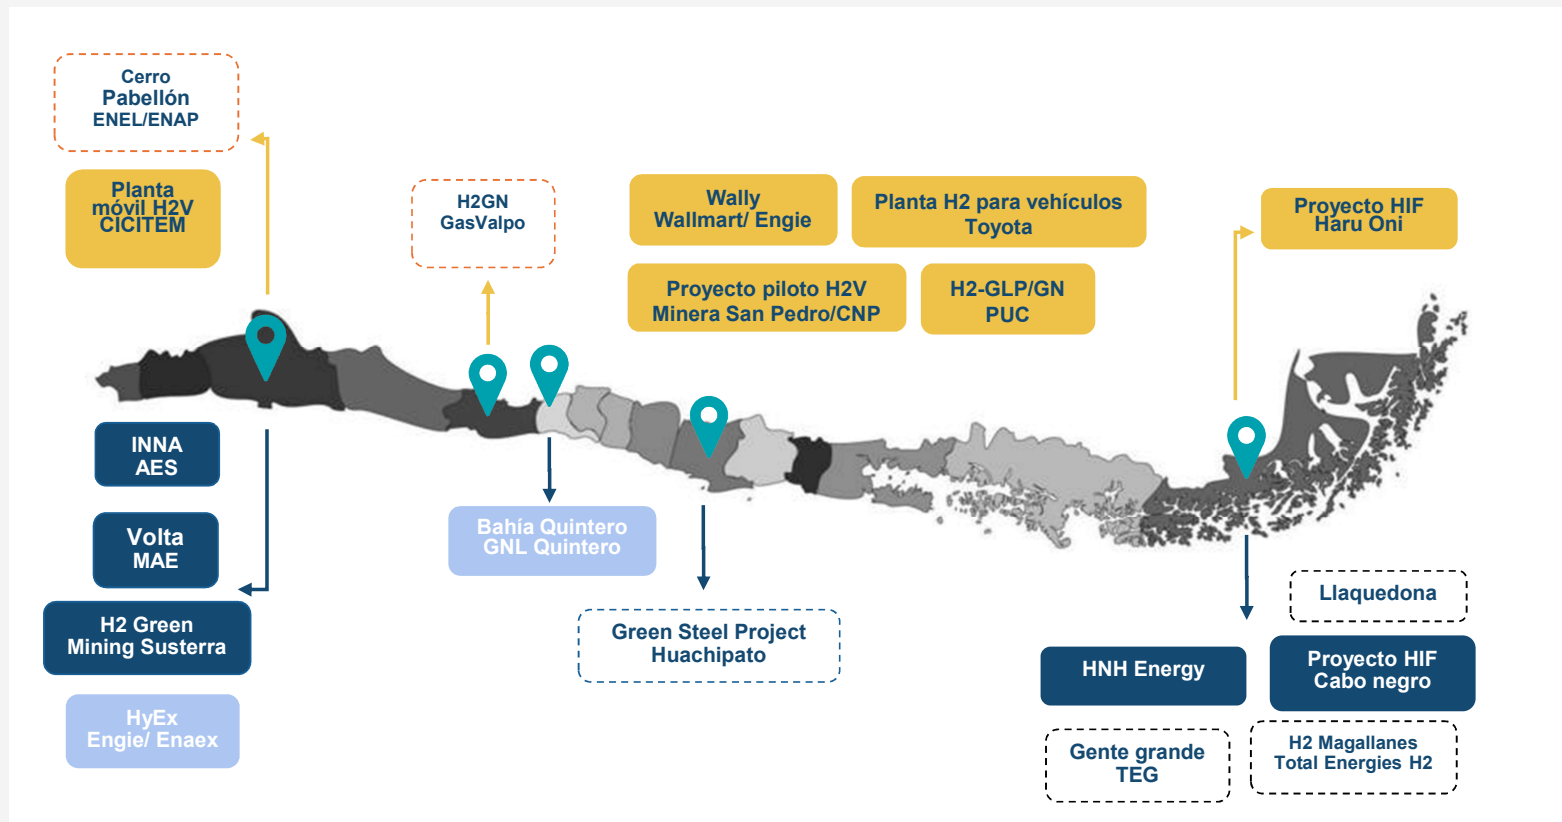 Cerro
Pabellón
ENEL/ENAP
Planta
móvil H2V
CICITEM
H2GN
GasValpo
Wally
Wallmart/ Engie
Planta H2 para vehículos
Toyota
Proyecto piloto H2V
Minera San Pedro/CNP
H2-GLP/GN
PUC
Proyecto HIF
Haru Oni
INNA
AES
Volta
MAE
H2 Green
Mining Susterra
HyEx
Engie/ Enaex
Bahía Quintero
GNL Quintero
Green Steel Project
Huachipato
Llaquedona
HNH Energy
Proyecto HIF
Cabo negro
Gente grande
TEG
H2 Magallanes
Total Energies H2